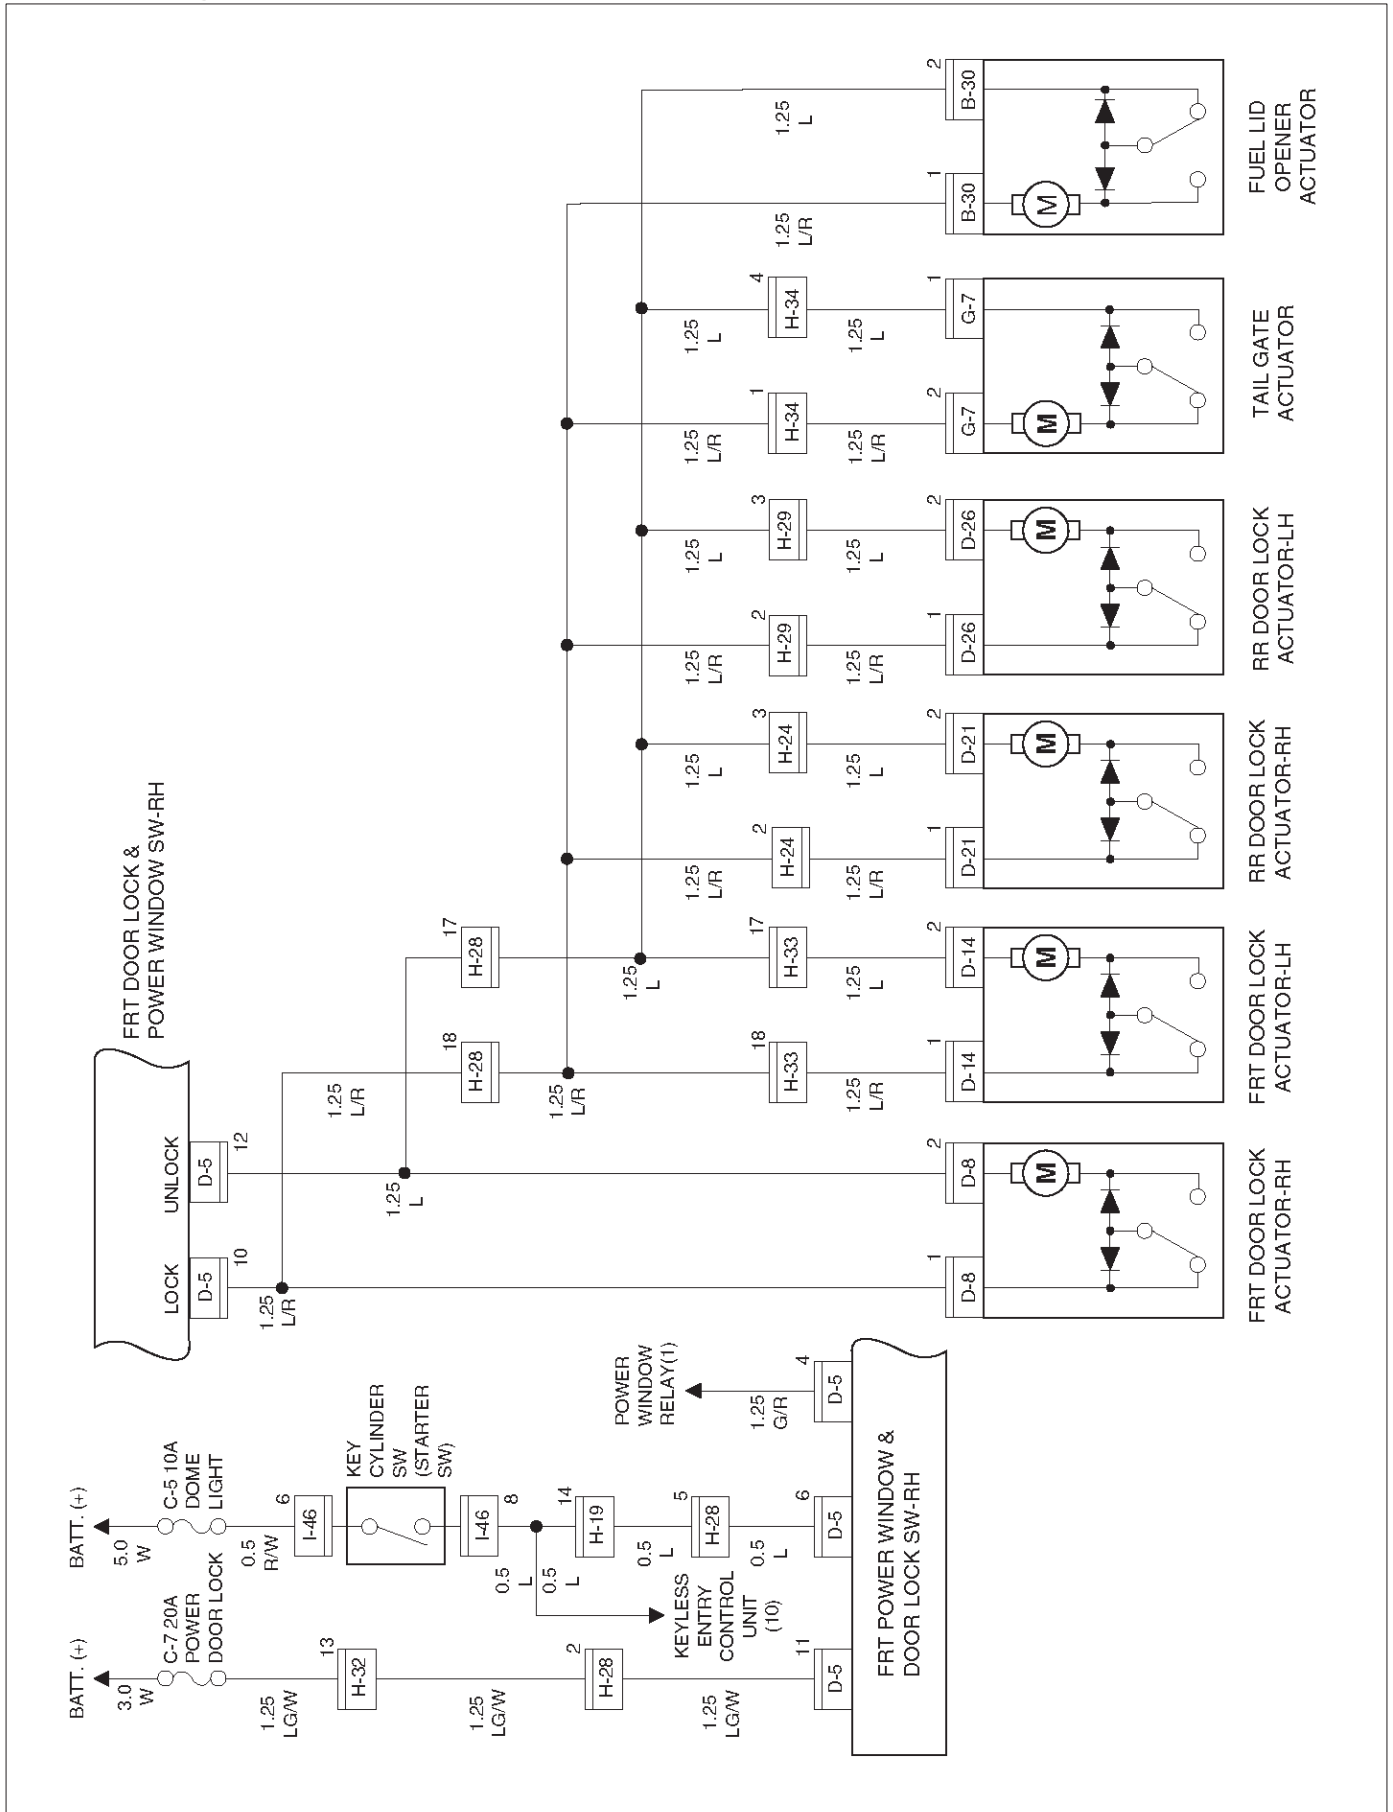 BATT. (+)
3.0
W
C-7 20A
POWER
DOOR LOCK
1.25
LG/W
13
H-32
1.25
LG/W
2
H-28
1.25
LG/W
11
D-5
BATT. (+)
5.0
W
C-5 10A
DOME
LIGHT
0.5
R/W
6
I-46
KEY
CYLINDER
SW
(STARTER
SW)
8
I-46
0.5
L
0.5
L
KEYLESS
ENTRY
CONTROL
UNIT
(10)
14
H-19
0.5
L
5
H-28
0.5
L
6
D-5
POWER
WINDOW
RELAY(1)
1.25
G/R
4
D-5
FRT POWER WINDOW &
DOOR LOCK SW-RH
FRT DOOR LOCK &
POWER WINDOW SW-RH
LOCK
D-5
10
1.25
L/R
UNLOCK
D-5
12
1.25
L
1.25
L/R
18
H-28
1.25
L/R
17
H-28
1.25
L
18
H-33
1.25
L/R
17
H-33
1.25
L
1.25
L/R
2
H-24
1.25
L/R
1.25
L
3
H-24
1.25
L
1.25
L/R
2
H-29
1.25
L/R
1.25
L
3
H-29
1.25
L
1.25
L/R
1
H-34
1.25
L/R
1.25
L
4
H-34
1.25
L
1.25
L/R
1.25
L
1
D-8
2
D-8
M
FRT DOOR LOCK
ACTUATOR-RH
1
D-14
2
D-14
M
FRT DOOR LOCK
ACTUATOR-LH
1
D-21
2
D-21
M
RR DOOR LOCK
ACTUATOR-RH
1
D-26
2
D-26
M
RR DOOR LOCK
ACTUATOR-LH
2
G-7
1
G-7
M
TAIL GATE
ACTUATOR
1
B-30
2
B-30
M
FUEL LID
OPENER
ACTUATOR